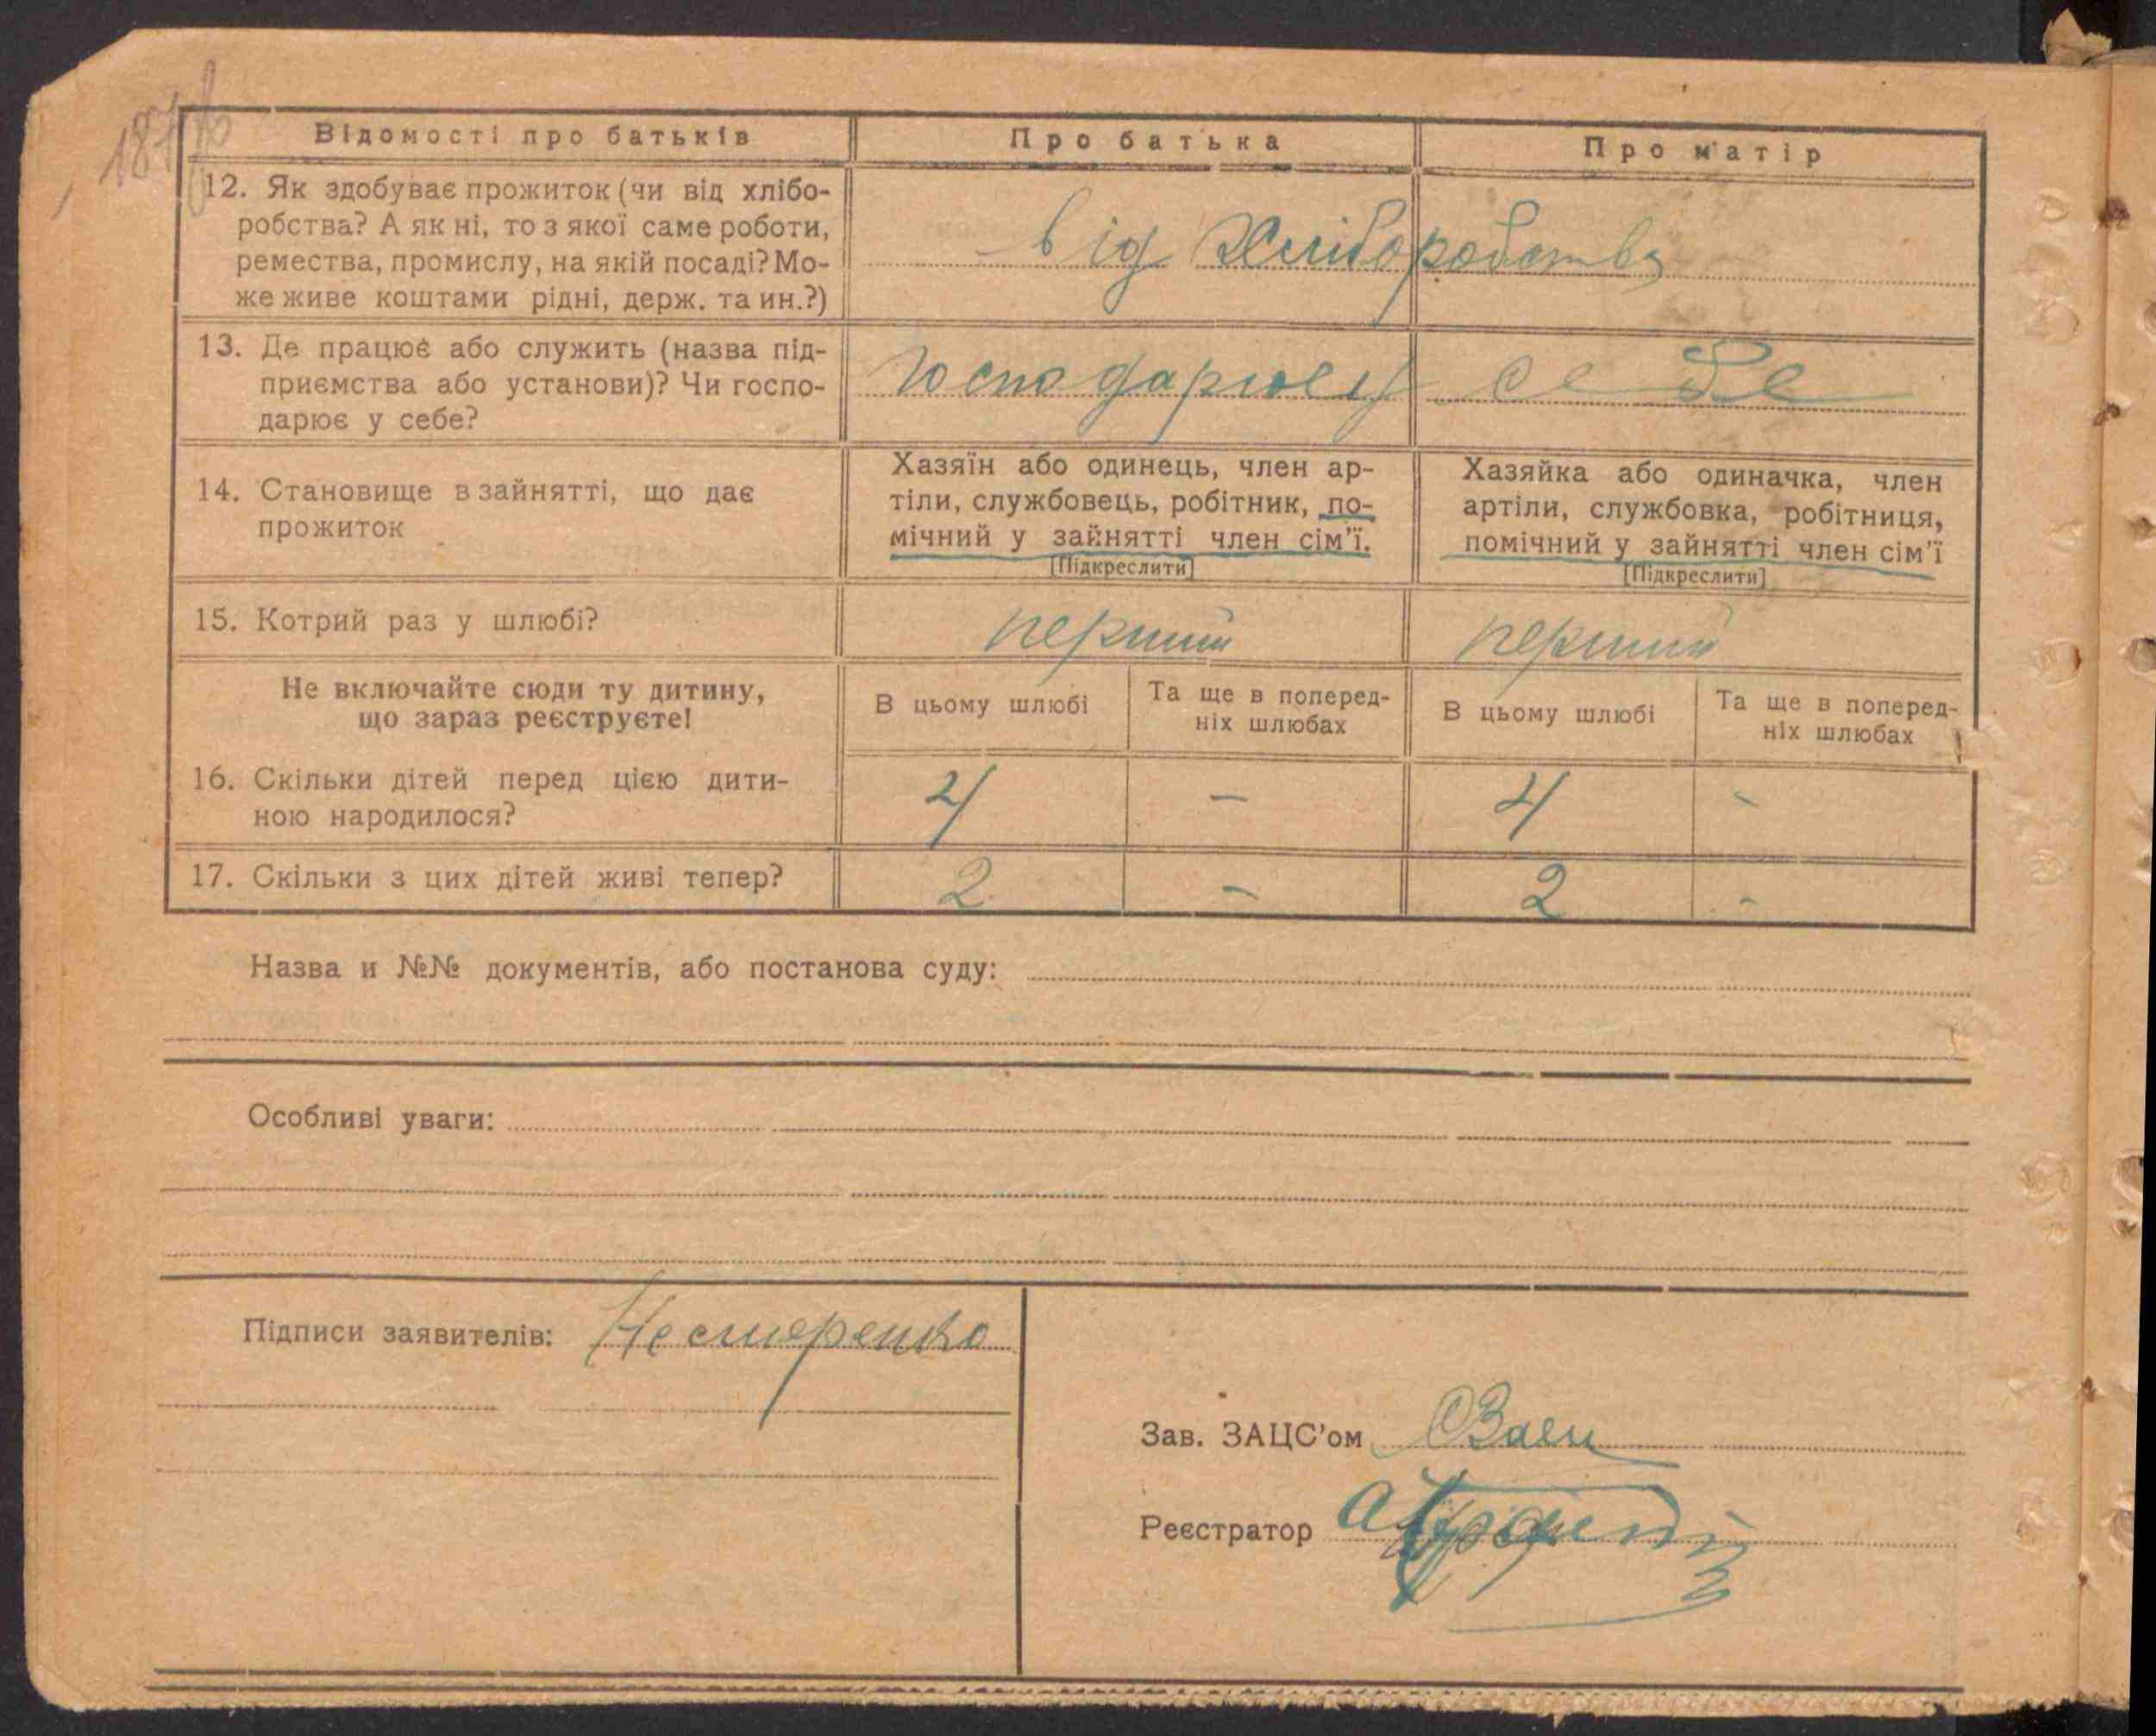 Відомості про батьків Про батька Про матір
12. Як здобуває прожиток (чи від хлібо-
робства? А як ні, то з якої саме роботи,
ремества, промислу, на якій посаді? Мо-
же живе коштами рідні, держ. та ин.?)
від хліборобства
13. Де працює або служить (назва під-
приємства або установи)? Чи госпо-
дарює у себе?
господарює у себе
14. Становище в зайнятті, що дає
прожиток
Хазяїн або одинець, член ар-
тіли, службовець, робітник, по-
мічний у зайнятті член сім'ї.
[Підкреслити]
Хазяйка або одиначка, член
артіли, службовка, робітниця,
помічний у зайнятті член сім'ї
[Підкреслити]
15. Котрий раз у шлюбі? перший перший
Не включайте сюди ту дитину,
що зараз реєструєте!
В цьому шлюбі
Та ще в поперед-
ніх шлюбах
В цьому шлюбі
Та ще в поперед-
ніх шлюбах
16. Скільки дітей перед цією дити-
ною народилося?
4 – 4 -
17. Скільки з цих дітей живі тепер? 2 – 2 -
Назва и №№ документів, або постанова суду:
Особливі уваги:
Підписи заявителів: Нестеренко
Зав. ЗАЦС'ом
Реєстратор